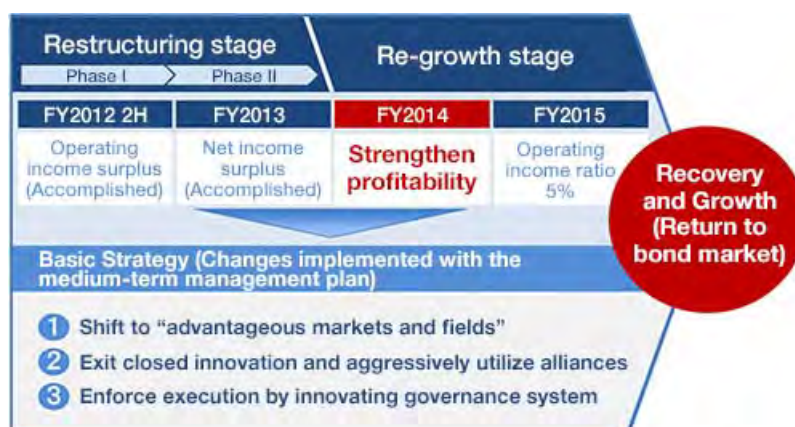 Restructuring stage
Phase I
Phase II
Re-growth stage
FY2012 2H
Operating
income surplus
(Accomplished)
FY2013
Net income
surplus
(Accomplished)
FY2014
Strengthen
profitability
FY2015
Operating
income ratio
5%
Recovery
and Growth
(Return to
bond market)
Basic Strategy (Changes implemented with the
medium-term management plan)
1 Shift to “advantageous markets and fields”
2 Exit closed innovation and aggressively utilize alliances
3 Enforce execution by innovating governance system